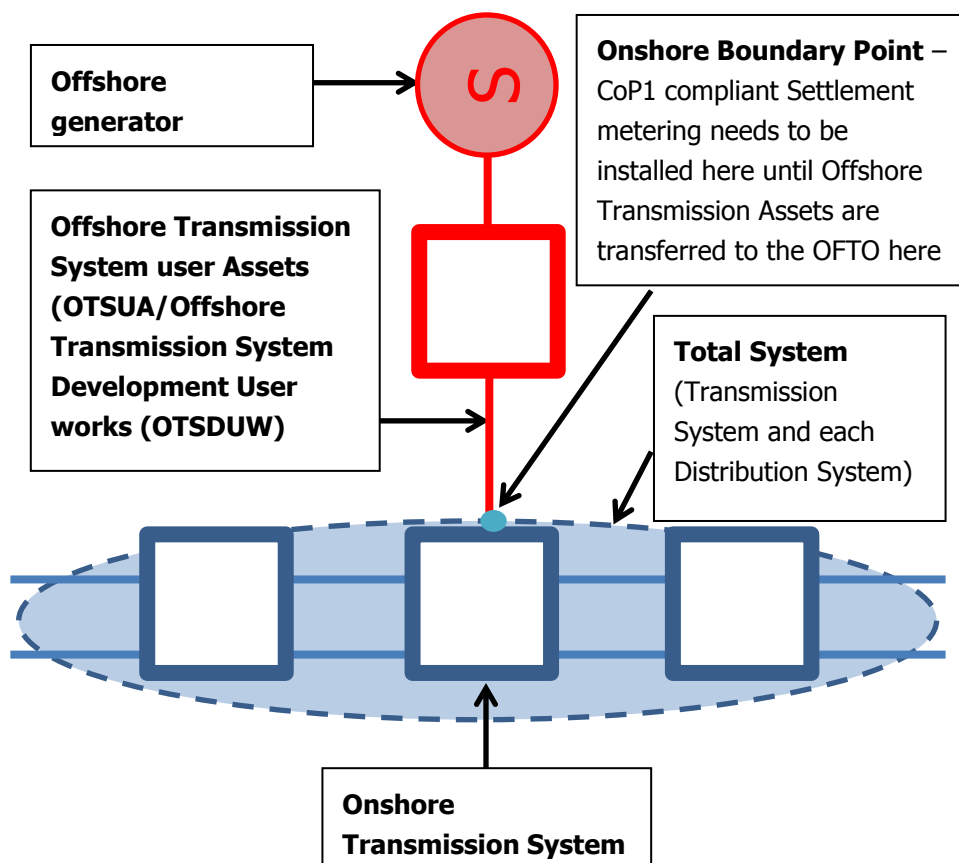 Offshore
generator
S
Onshore Boundary Point –
CoP1 compliant Settlement
metering needs to be
installed here until Offshore
Transmission Assets are
transferred to the OFTO here
Offshore Transmission
System user Assets
(OTSUA/Offshore
Transmission System
Development User
works (OTSDUW)
Total System
(Transmission
System and each
Distribution System)
Onshore
Transmission System